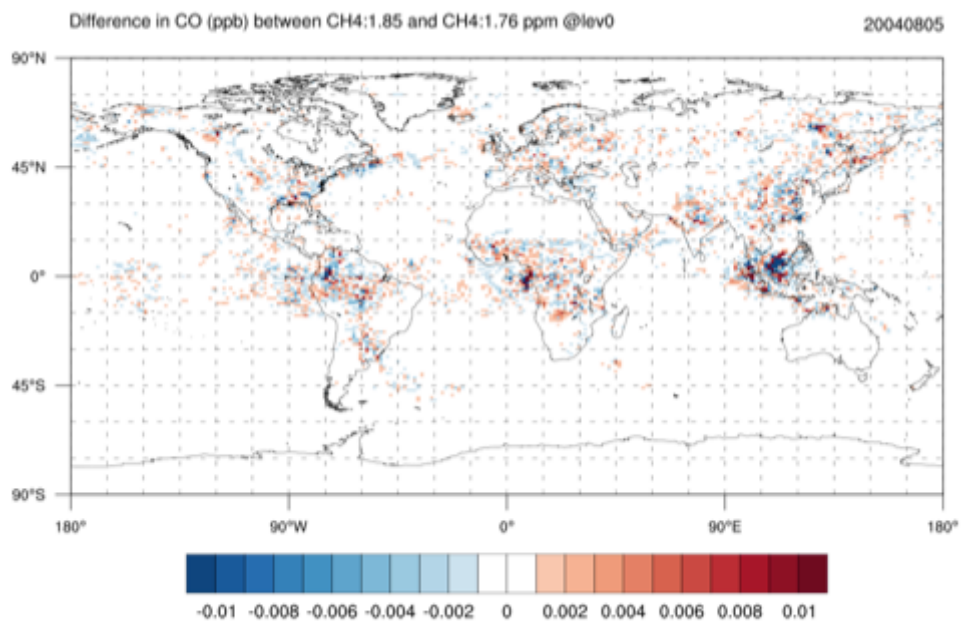 Difference in CO (ppb) between CH4:1.85 and CH4:1.76 ppm @lev0 20040805
90°N
45°N
0°
45°S
90°S
180° 90°W 0° 90°E 180°
-0.01 -0.008 -0.006 -0.004 -0.002 0 0.002 0.004 0.006 0.008 0.01